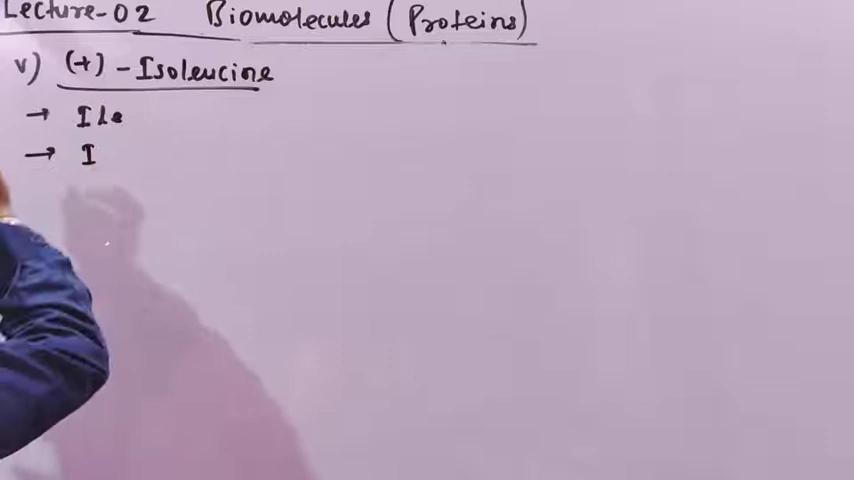 Lecture-02 Biomolecules (Proteins)
v) (+) - Isoleucine
→ Ile
→ I